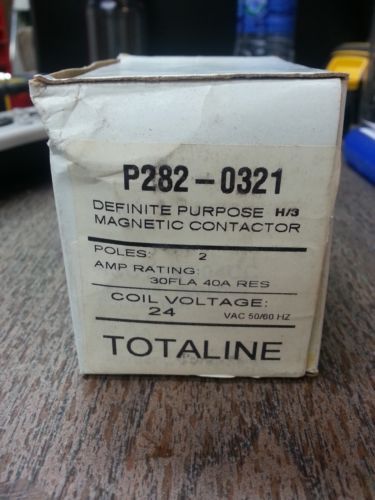 P282-0321
DEFINITE PURPOSE H/3
MAGNETIC CONTACTOR
POLES: 2
AMP RATING:
30FLA 40A RES
COIL VOLTAGE:
24 VAC 50/60 HZ
TOTALINE